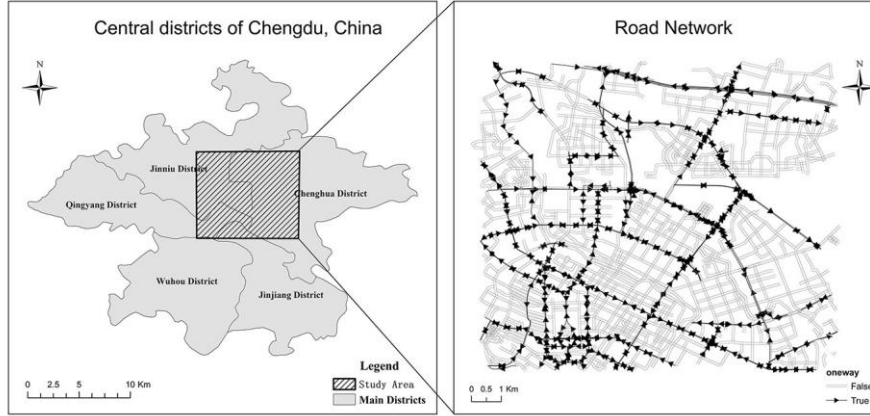 Central districts of Chengdu, China
N
Jinniu District
Chenghua District
Qingyang District
Wuhou District
Jinjiang District
Legend
Study Area
Main Districts
0 2.5 5 10 Km
Road Network
N
0 0.5 1 Km
oneway
False
True